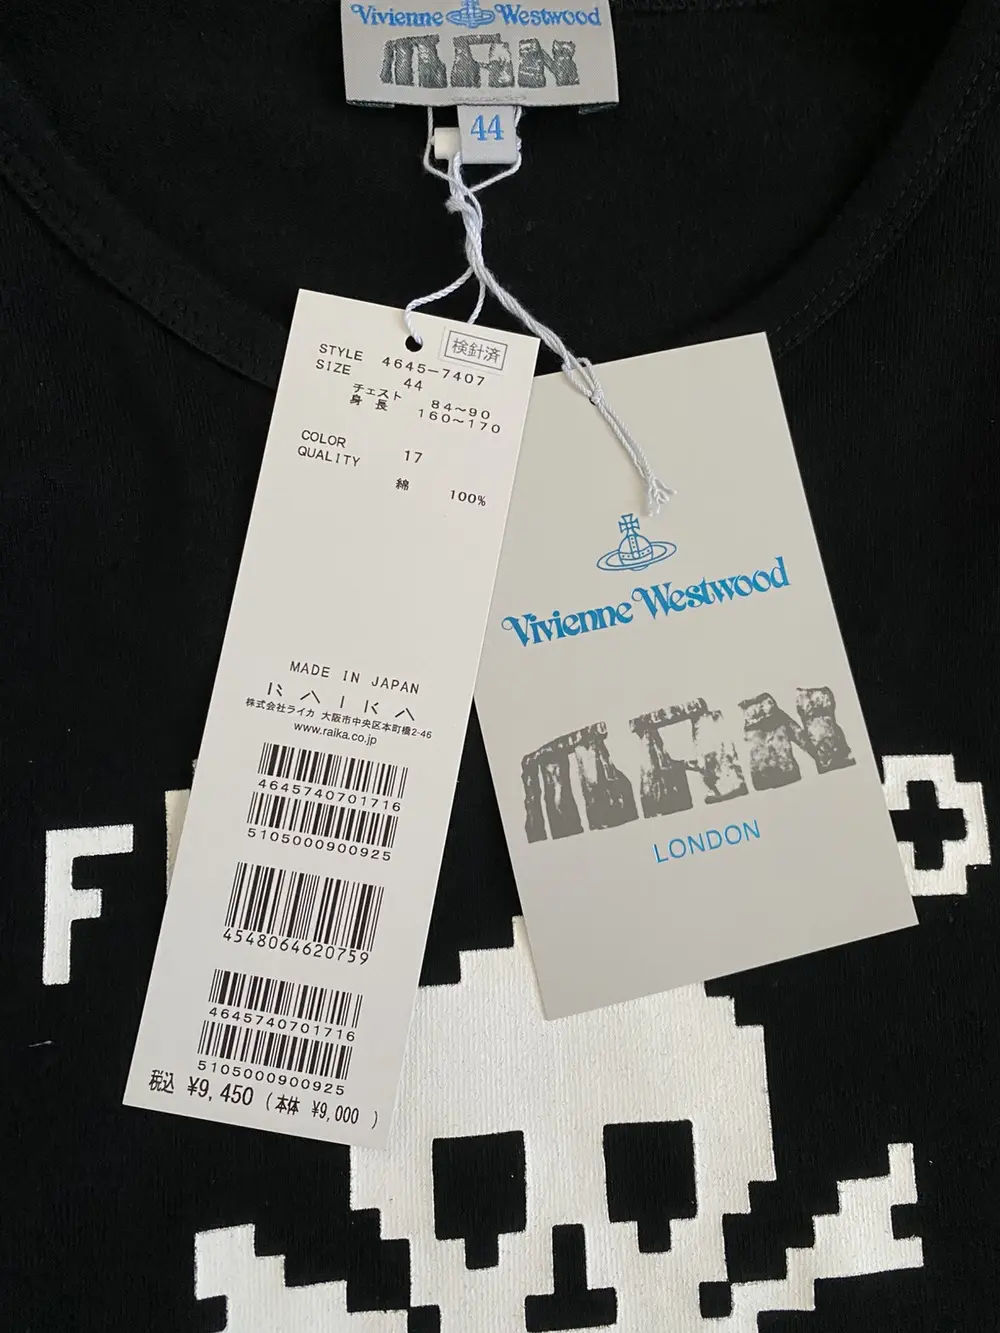 Vivienne Westwood
MAN
44
検針済
STYLE 4645-7407
SIZE 44
チェスト 84~90
身長 160~170
COLOR 17
QUALITY
綿 100%
MADE IN JAPAN
RAIKA
株式会社ライカ 大阪市中央区本町橋2-46
www.raika.co.jp
4645740701716
5105000900925
4548064620759
4645740701716
5105000900925
税込 ¥9,450 (本体 ¥9,000 )
Vivienne Westwood
MAN
LONDON
F